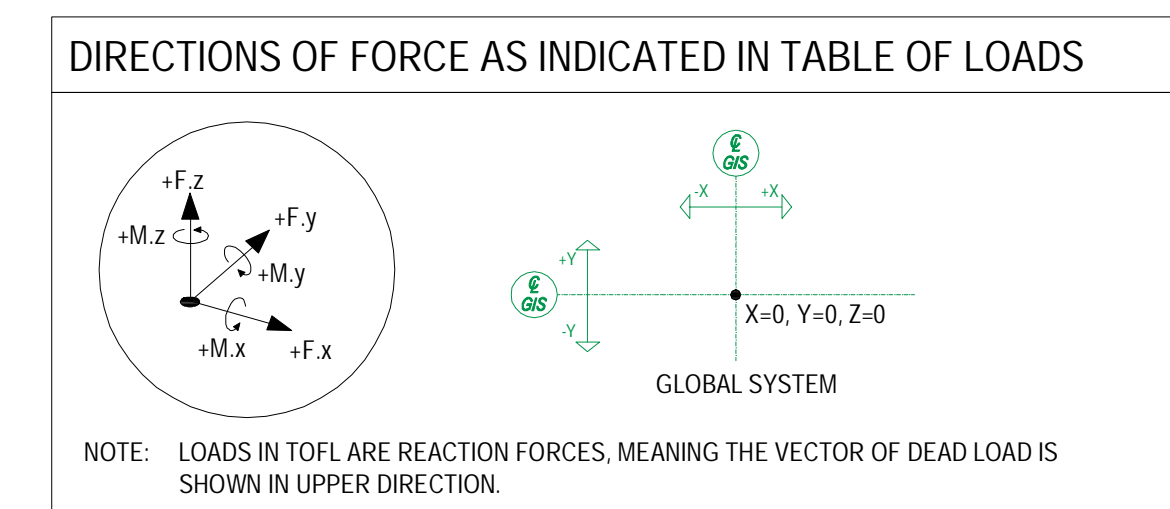 DIRECTIONS OF FORCE AS INDICATED IN TABLE OF LOADS
+F.z
+F.y
+M.z
+M.y
+M.x
+F.x
℄
GIS
-X
+X
+Y
℄
GIS
-Y
X=0, Y=0, Z=0
GLOBAL SYSTEM
NOTE: LOADS IN TOFL ARE REACTION FORCES, MEANING THE VECTOR OF DEAD LOAD IS
SHOWN IN UPPER DIRECTION.